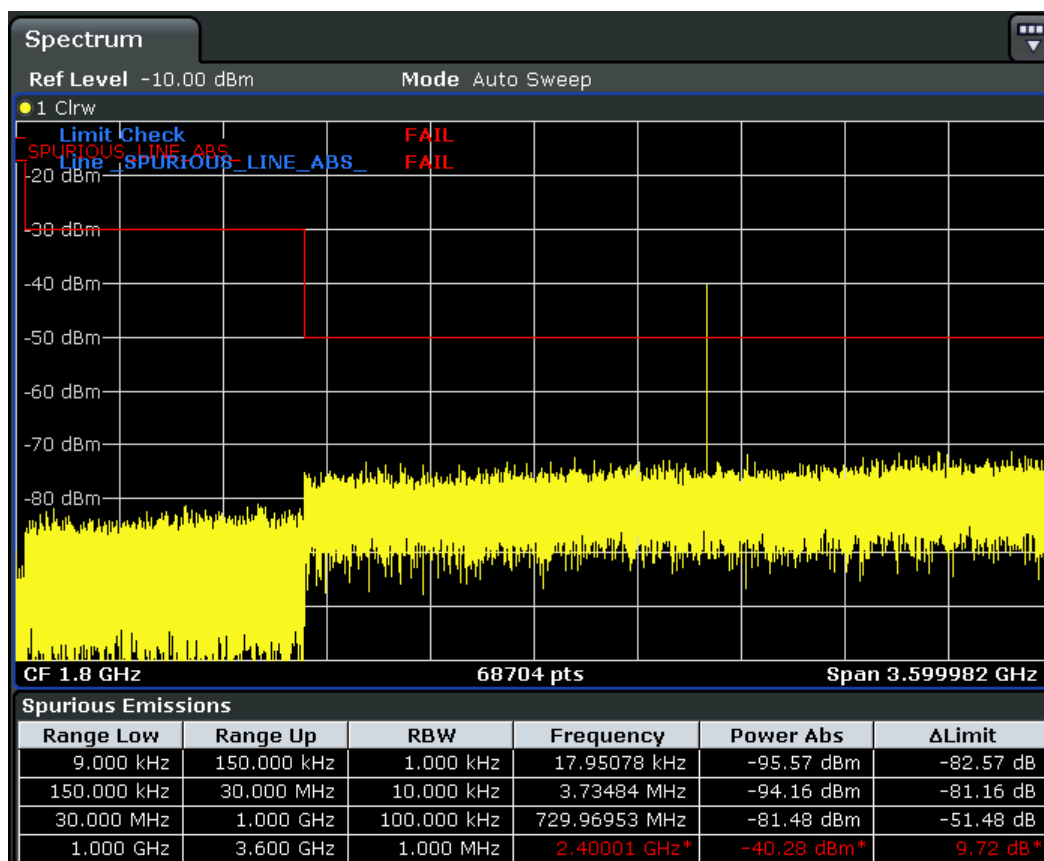 Spectrum
Ref Level -10.00 dBm Mode Auto Sweep
1 Clrw
Limit Check FAIL
_SPURIOUS_LINE_ABS_
Line _SPURIOUS_LINE_ABS_ FAIL
-20 dBm
-30 dBm
-40 dBm
-50 dBm
-60 dBm
-70 dBm
-80 dBm
CF 1.8 GHz 68704 pts Span 3.599982 GHz
Spurious Emissions
Range Low Range Up RBW Frequency Power Abs ΔLimit
9.000 kHz 150.000 kHz 1.000 kHz 17.95078 kHz -95.57 dBm -82.57 dB
150.000 kHz 30.000 MHz 10.000 kHz 3.73484 MHz -94.16 dBm -81.16 dB
30.000 MHz 1.000 GHz 100.000 kHz 729.96953 MHz -81.48 dBm -51.48 dB
1.000 GHz 3.600 GHz 1.000 MHz 2.40001 GHz* -40.28 dBm* 9.72 dB*